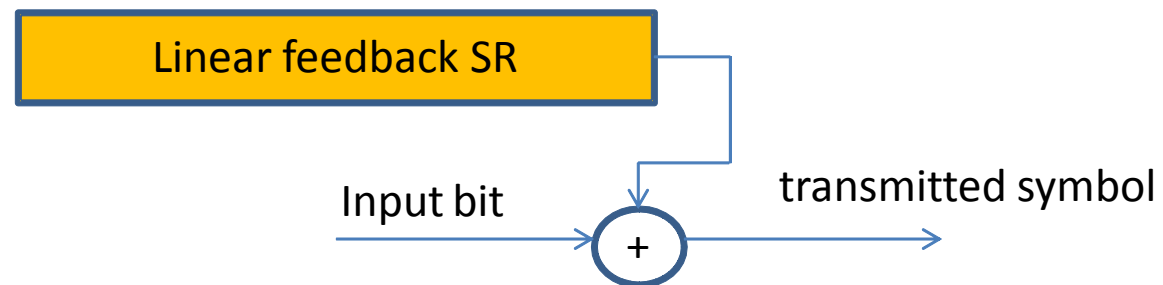 Linear feedback SR
transmitted symbol
Input bit
+